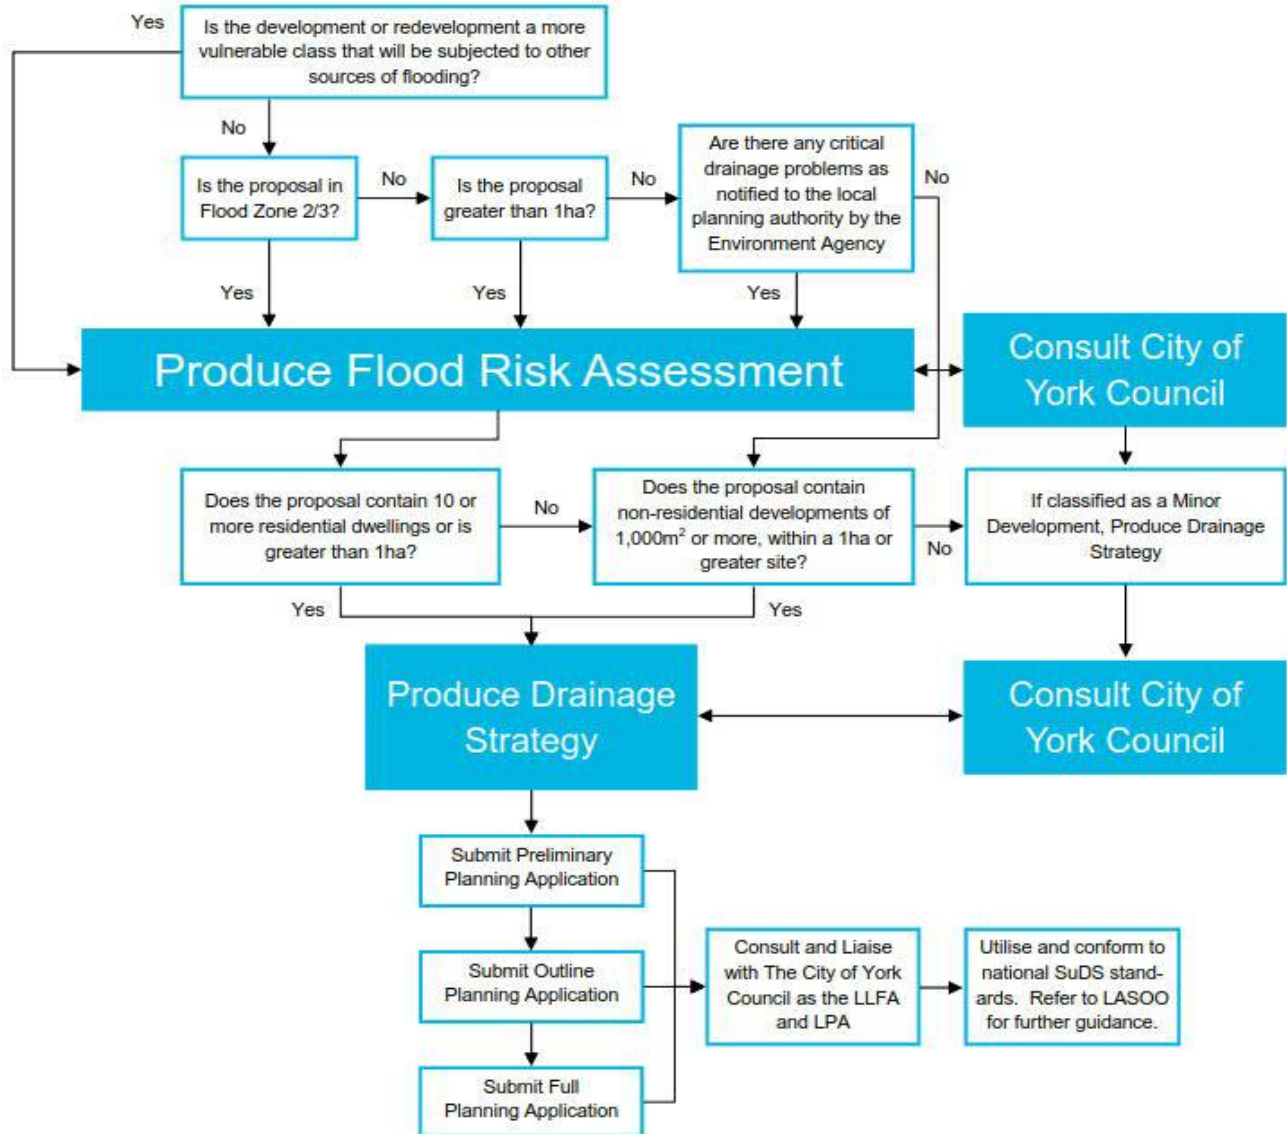 Yes
Is the development or redevelopment a more
vulnerable class that will be subjected to other
sources of flooding?
No
Is the proposal in
Flood Zone 2/3?
No
Is the proposal
greater than 1ha?
No
Are there any critical
drainage problems as
notified to the local
planning authority by the
Environment Agency
No
Yes
Yes
Yes
Produce Flood Risk Assessment
Consult City of
York Council
Does the proposal contain 10 or
more residential dwellings or is
greater than 1ha?
No
Does the proposal contain
non-residential developments of
1,000m² or more, within a 1ha or
greater site?
No
If classified as a Minor
Development, Produce Drainage
Strategy
Yes
Yes
Produce Drainage
Strategy
Consult City of
York Council
Submit Preliminary
Planning Application
Submit Outline
Planning Application
Submit Full
Planning Application
Consult and Liaise
with The City of York
Council as the LLFA
and LPA
Utilise and conform to
national SuDS stand-
ards.  Refer to LASOO
for further guidance.